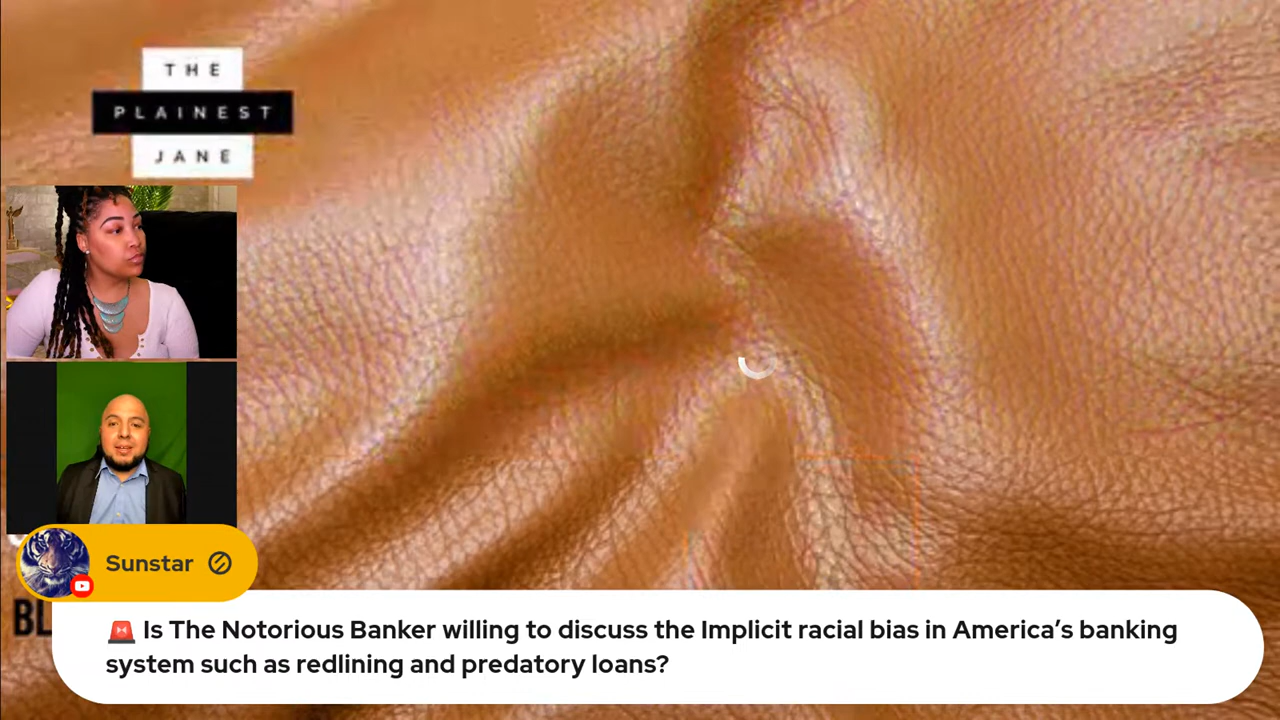 THE
PLAINEST
JANE
Sunstar
BL
🚨 Is The Notorious Banker willing to discuss the Implicit racial bias in America’s banking
system such as redlining and predatory loans?